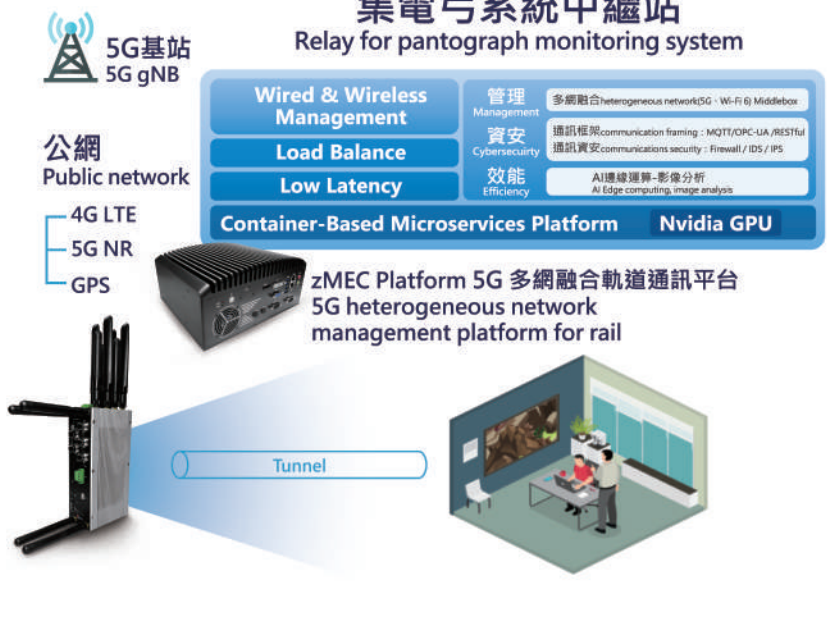 集電弓系統中繼站
Relay for pantograph monitoring system
5G基站
5G gNB
公網
Public network
4G LTE
5G NR
GPS
Wired & Wireless
Management
Load Balance
Low Latency
管理
Management
多網融合heterogeneous network(5G、Wi-Fi 6) Middlebox
資安
Cybersecuirty
通訊框架communication framing : MQTT/OPC-UA /RESTful
通訊資安communications security : Firewall / IDS / IPS
效能
Efficiency
AI邊緣運算-影像分析
AI Edge computing, image analysis
Container-Based Microservices Platform
Nvidia GPU
zMEC Platform 5G 多網融合軌道通訊平台
5G heterogeneous network
management platform for rail
Tunnel